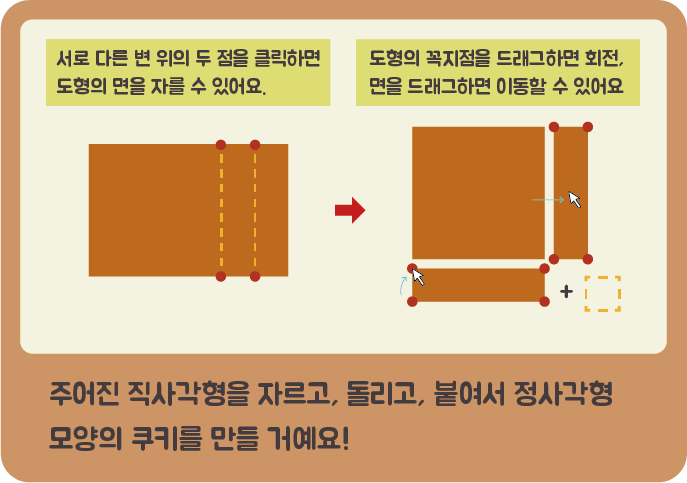 서로 다른 변 위의 두 점을 클릭하면
도형의 면을 자를 수 있어요.
도형의 꼭지점을 드래그하면 회전,
면을 드래그하면 이동할 수 있어요
+
주어진 직사각형을 자르고, 돌리고, 붙여서 정사각형
모양의 쿠키를 만들 거예요!